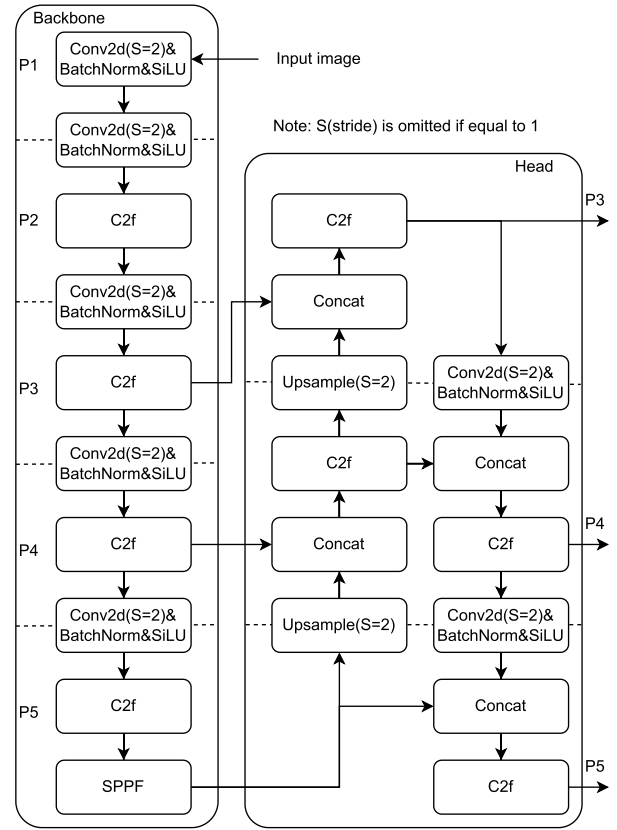 Backbone
P1
Conv2d(S=2)&
BatchNorm&SiLU
Input image
Conv2d(S=2)&
BatchNorm&SiLU
P2
C2f
Conv2d(S=2)&
BatchNorm&SiLU
P3
C2f
Conv2d(S=2)&
BatchNorm&SiLU
P4
C2f
Conv2d(S=2)&
BatchNorm&SiLU
P5
C2f
SPPF
Note: S(stride) is omitted if equal to 1
Head
C2f
P3
Concat
Upsample(S=2)
C2f
Concat
Upsample(S=2)
Conv2d(S=2)&
BatchNorm&SiLU
Concat
C2f
P4
Conv2d(S=2)&
BatchNorm&SiLU
Concat
C2f
P5